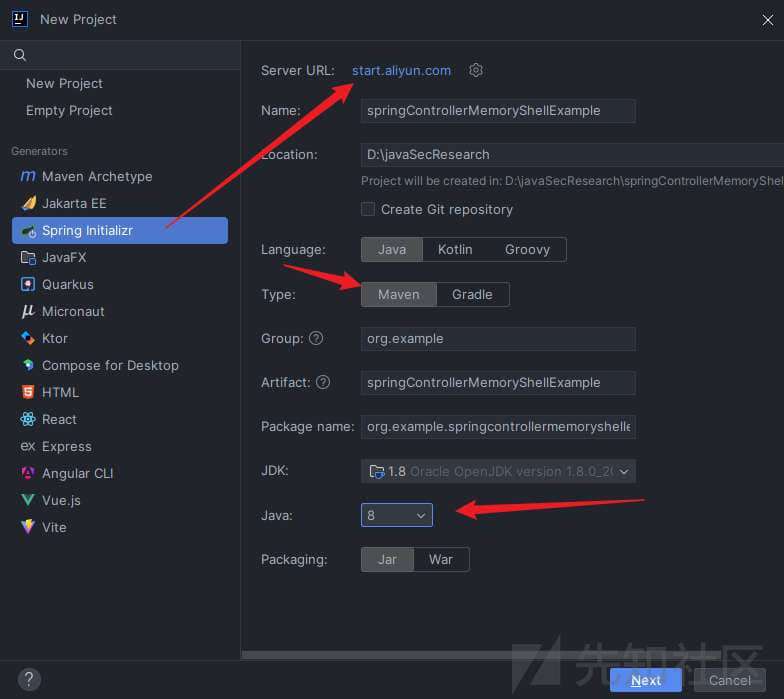 New Project
New Project
Empty Project
Generators
Maven Archetype
Jakarta EE
Spring Initializr
JavaFX
Quarkus
Micronaut
Ktor
Compose for Desktop
HTML
React
ex Express
Angular CLI
Vue.js
Vite
Server URL: start.aliyun.com
Name: springControllerMemoryShellExample
Location: D:\javaSecResearch
Project will be created in: D:\javaSecResearch\springControllerMemoryShel
Create Git repository
Language: Java Kotlin Groovy
Type: Maven Gradle
Group: ? org.example
Artifact: ? springControllerMemoryShellExample
Package name: org.example.springcontrollermemoryshelle
JDK: 1.8 Oracle OpenJDK version 1.8.0_20
Java: 8
Packaging: Jar War
先知社区
? Next Cancel